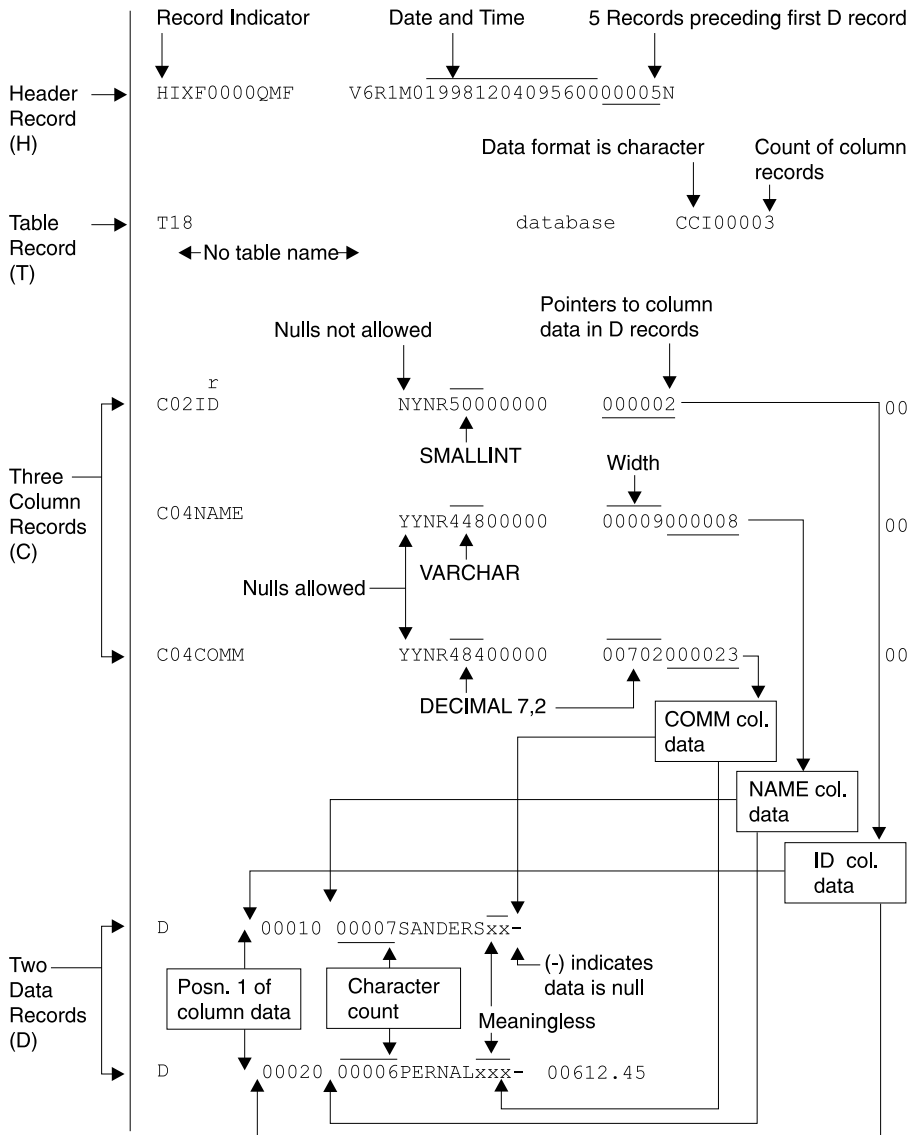 Record Indicator Date and Time 5 Records preceding first D record
Header Record (H)
HIXF0000QMF V6R1M01998120409560000005N
Data format is character
Count of column records
Table Record (T)
T18 database CCI00003
No table name
Pointers to column data in D records
Nulls not allowed
r
C02ID NYNR50000000 000002 00
SMALLINT
Width
Three Column Records (C)
C04NAME YYNR44800000 00009000008 00
VARCHAR
Nulls allowed
C04COMM YYNR48400000 00702000023 00
DECIMAL 7,2
COMM col. data
NAME col. data
ID col. data
D 00010 00007SANDERSxx-
Two Data Records (D)
Posn. 1 of column data
Character count
(-) indicates data is null
Meaningless
D 00020 00006PERNALxxx- 00612.45